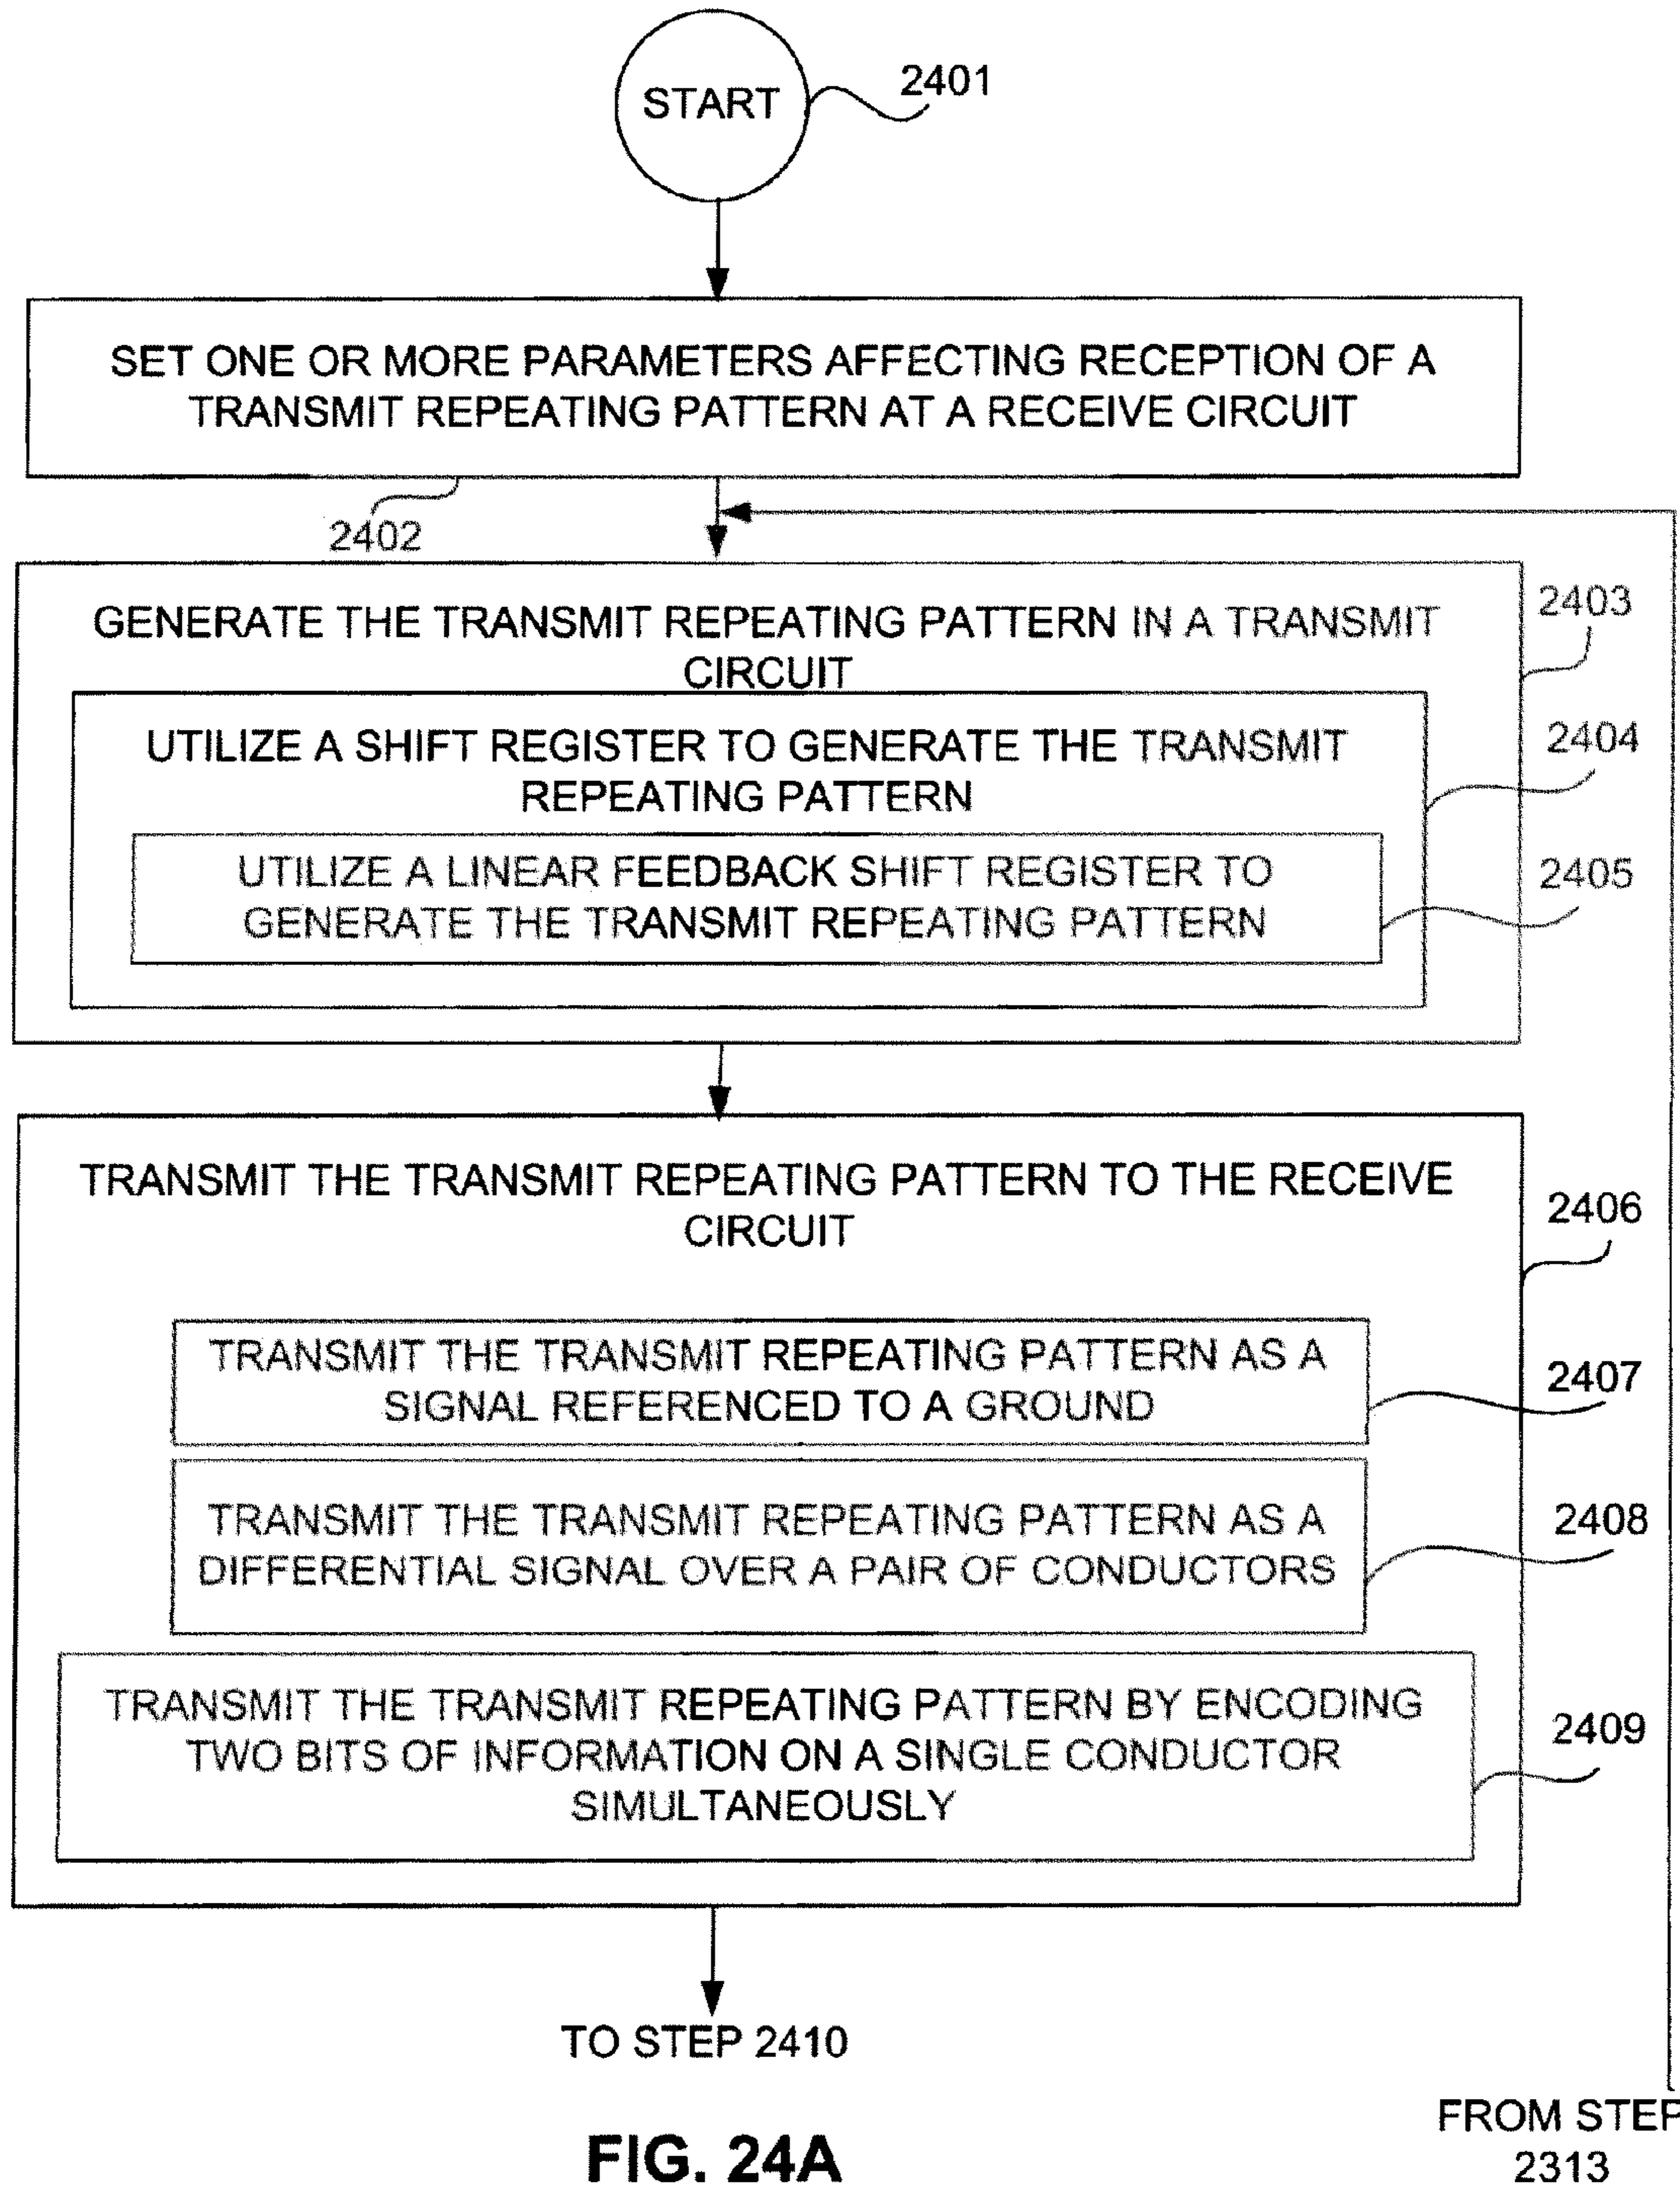 START
2401
SET ONE OR MORE PARAMETERS AFFECTING RECEPTION OF A
TRANSMIT REPEATING PATTERN AT A RECEIVE CIRCUIT
2402
GENERATE THE TRANSMIT REPEATING PATTERN IN A TRANSMIT
CIRCUIT
2403
UTILIZE A SHIFT REGISTER TO GENERATE THE TRANSMIT
REPEATING PATTERN
2404
UTILIZE A LINEAR FEEDBACK SHIFT REGISTER TO
GENERATE THE TRANSMIT REPEATING PATTERN
2405
TRANSMIT THE TRANSMIT REPEATING PATTERN TO THE RECEIVE
CIRCUIT
2406
TRANSMIT THE TRANSMIT REPEATING PATTERN AS A
SIGNAL REFERENCED TO A GROUND
2407
TRANSMIT THE TRANSMIT REPEATING PATTERN AS A
DIFFERENTIAL SIGNAL OVER A PAIR OF CONDUCTORS
2408
TRANSMIT THE TRANSMIT REPEATING PATTERN BY ENCODING
TWO BITS OF INFORMATION ON A SINGLE CONDUCTOR
SIMULTANEOUSLY
2409
TO STEP 2410
FROM STEP
2313
FIG. 24A